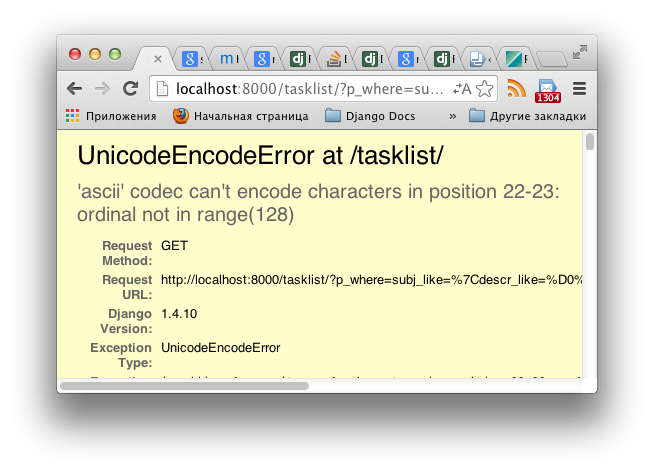 localhost:8000/tasklist/?p_where=subj_...
1304
Приложения Начальная страница Django Docs » Другие закладки
UnicodeEncodeError at /tasklist/
'ascii' codec can't encode characters in position 22-23:
ordinal not in range(128)
Request Method: GET
Request URL: http://localhost:8000/tasklist/?p_where=subj_like=%7Cdescr_like=%D0%
Django Version: 1.4.10
Exception Type: UnicodeEncodeError